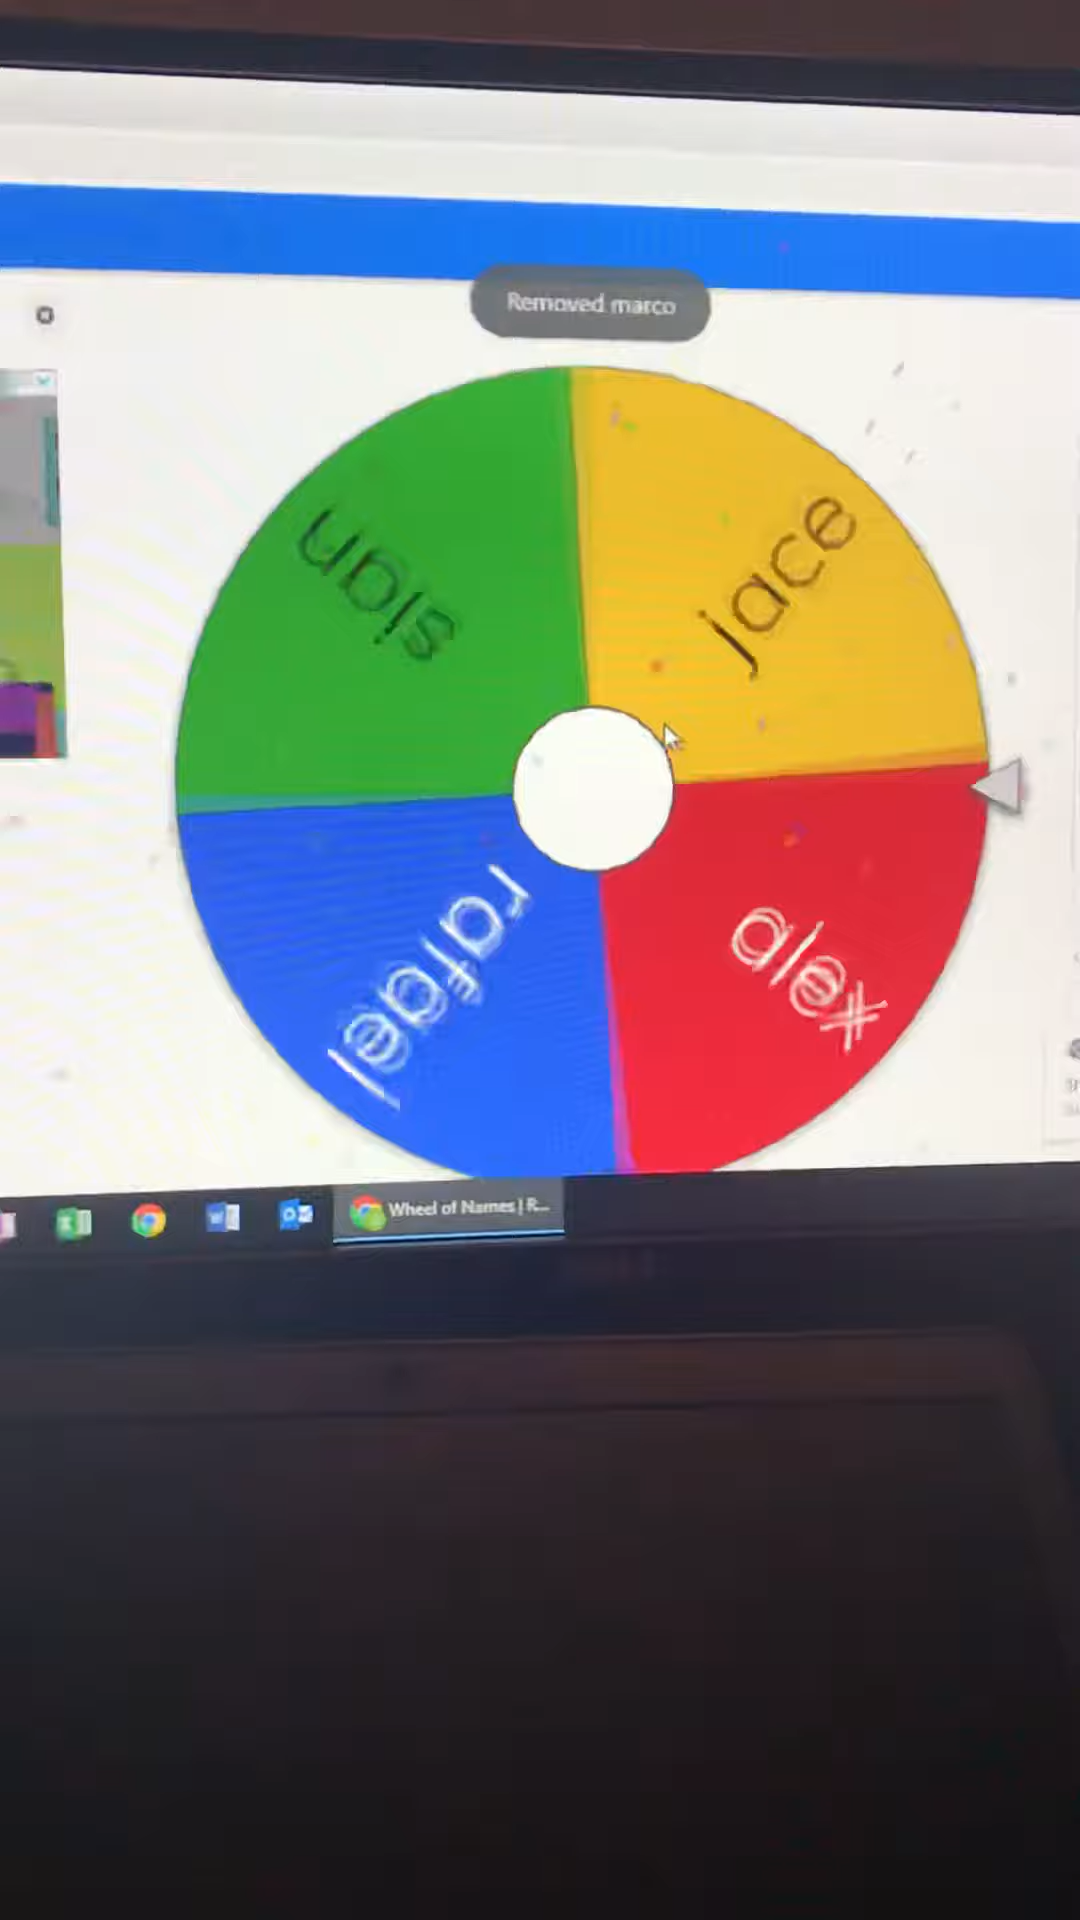 Removed marco
sian
jace
rafael
alex
Wheel of Names | R...